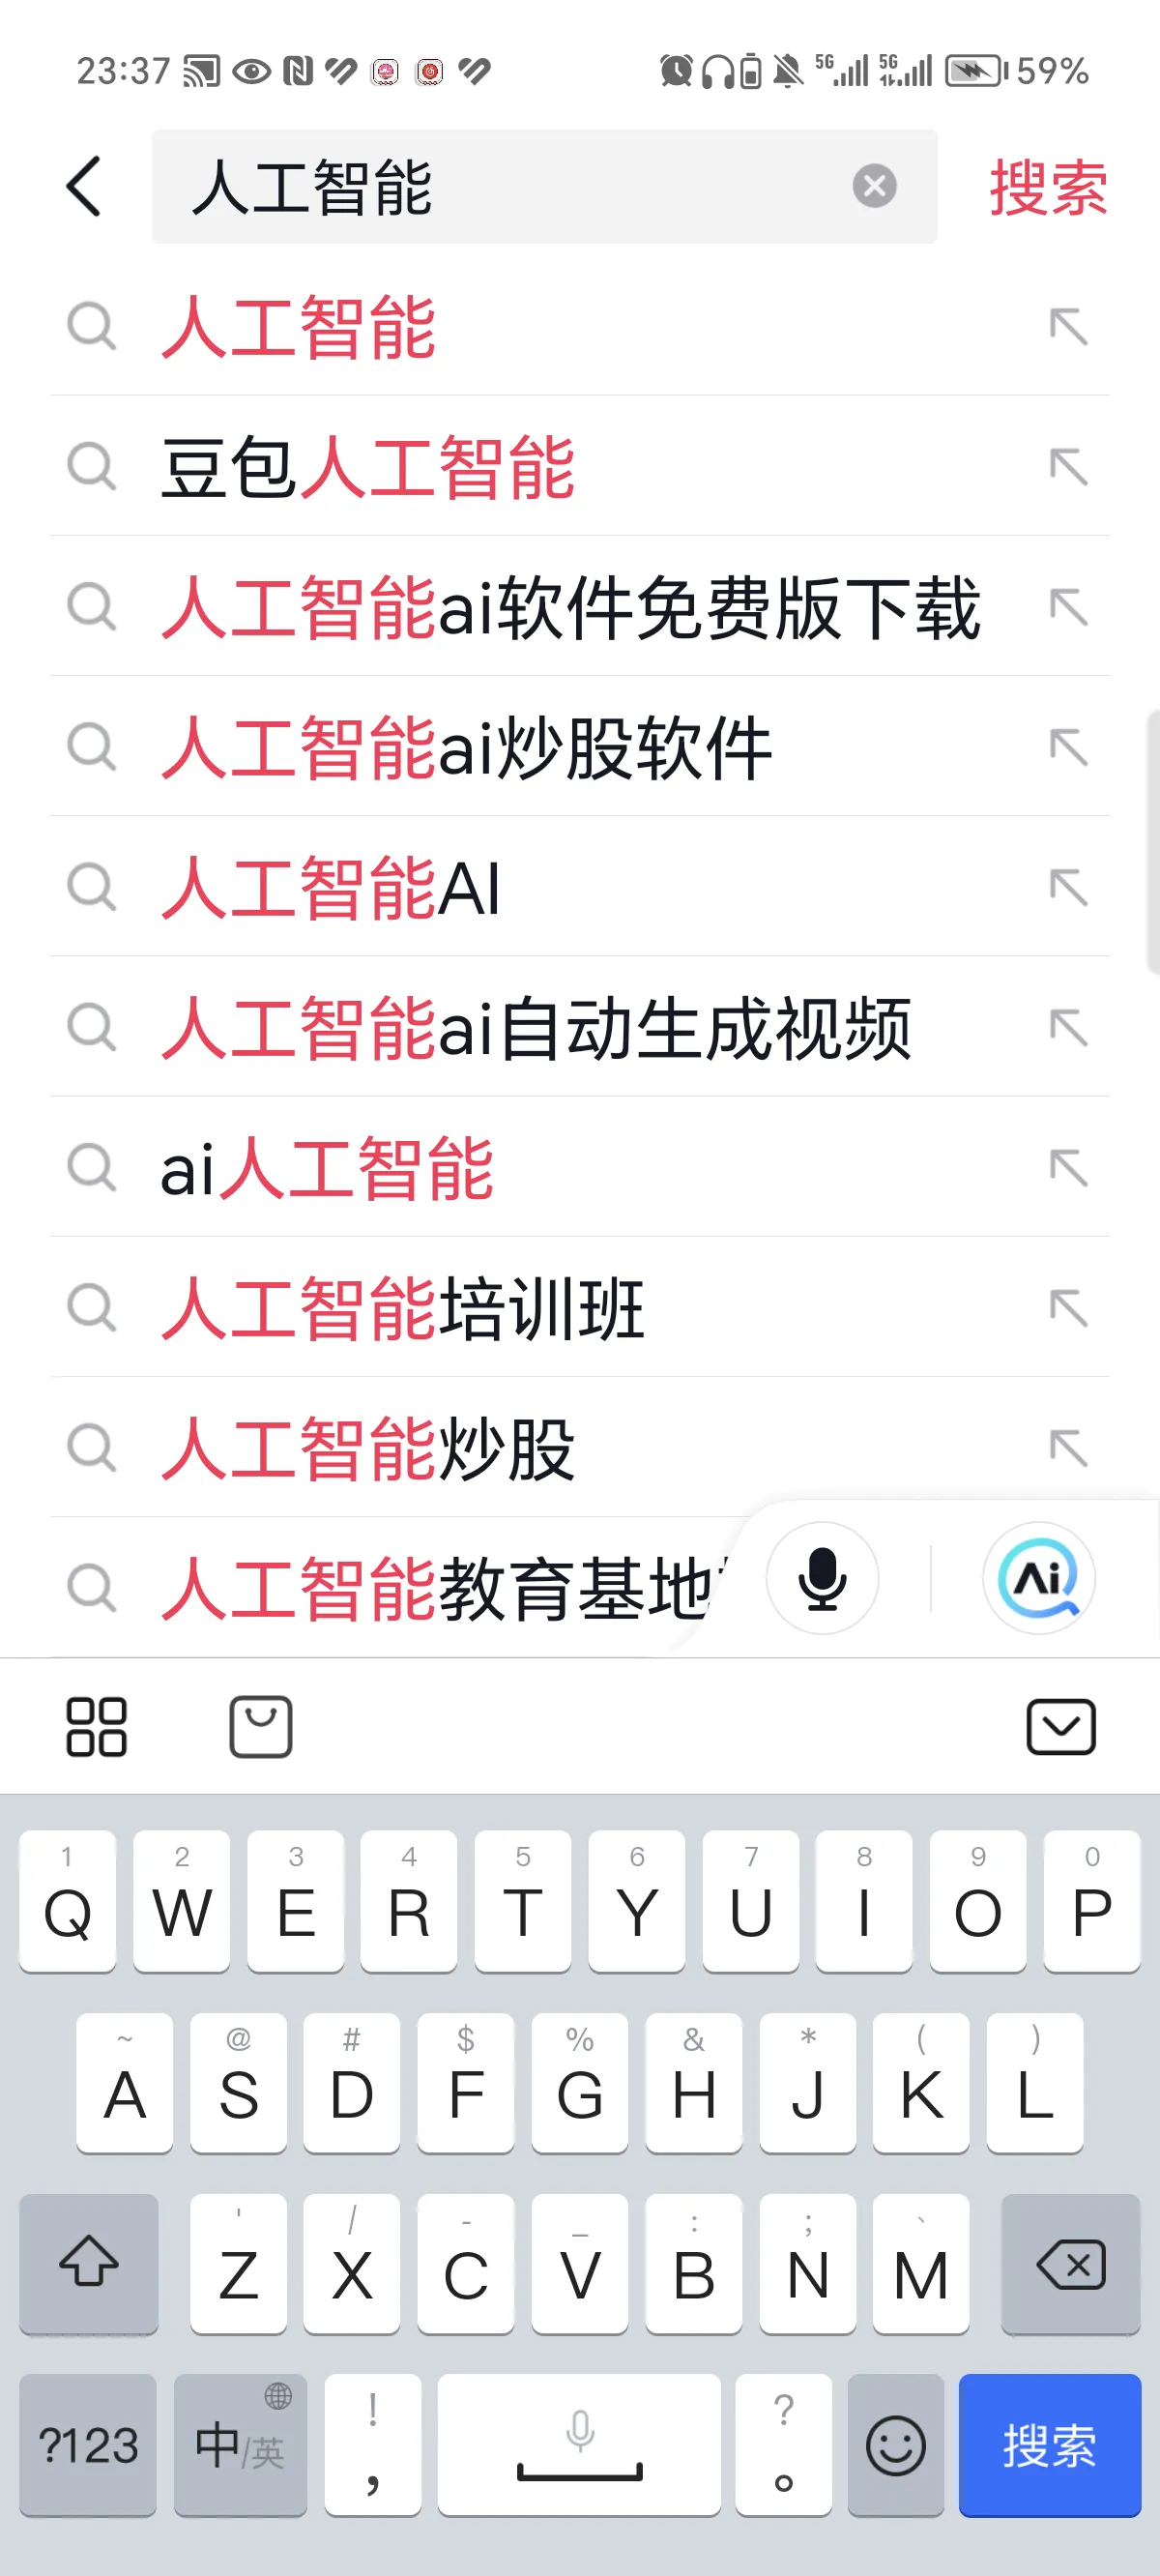 23:37 5G 5G 59%
人工智能 搜索
人工智能
豆包人工智能
人工智能ai软件免费版下载
人工智能ai炒股软件
人工智能AI
人工智能ai自动生成视频
ai人工智能
人工智能培训班
人工智能炒股
人工智能教育基地
Ai
1 2 3 4 5 6 7 8 9 0
Q W E R T Y U I O P
~ @ # $ % & * ( )
A S D F G H J K L
' / - _ : ; 、
Z X C V B N M
! ?
?123 中/英 , 。 搜索